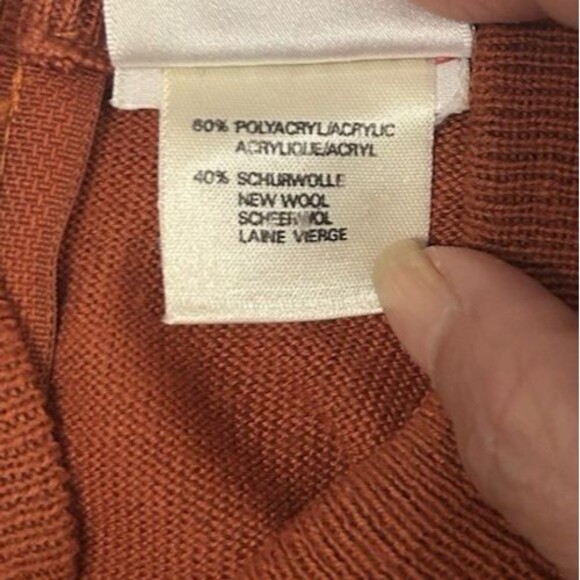 60% POLYACRYL/ACRYLIC
ACRYLIQUE/ACRYL
40% SCHURWOLLE
NEW WOOL
SCHEERWOL
LAINE VIERGE